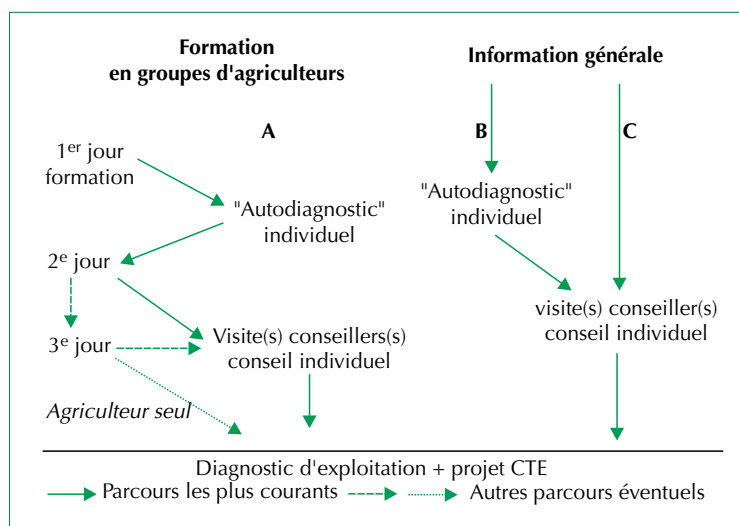 Formation
en groupes d'agriculteurs
Information générale
A
B
C
1er jour
formation
"Autodiagnostic"
individuel
"Autodiagnostic"
individuel
2e jour
3e jour
Visite(s) conseillers(s)
conseil individuel
visite(s) conseiller(s)
conseil individuel
Agriculteur seul
Diagnostic d'exploitation + projet CTE
Parcours les plus courants
Autres parcours éventuels